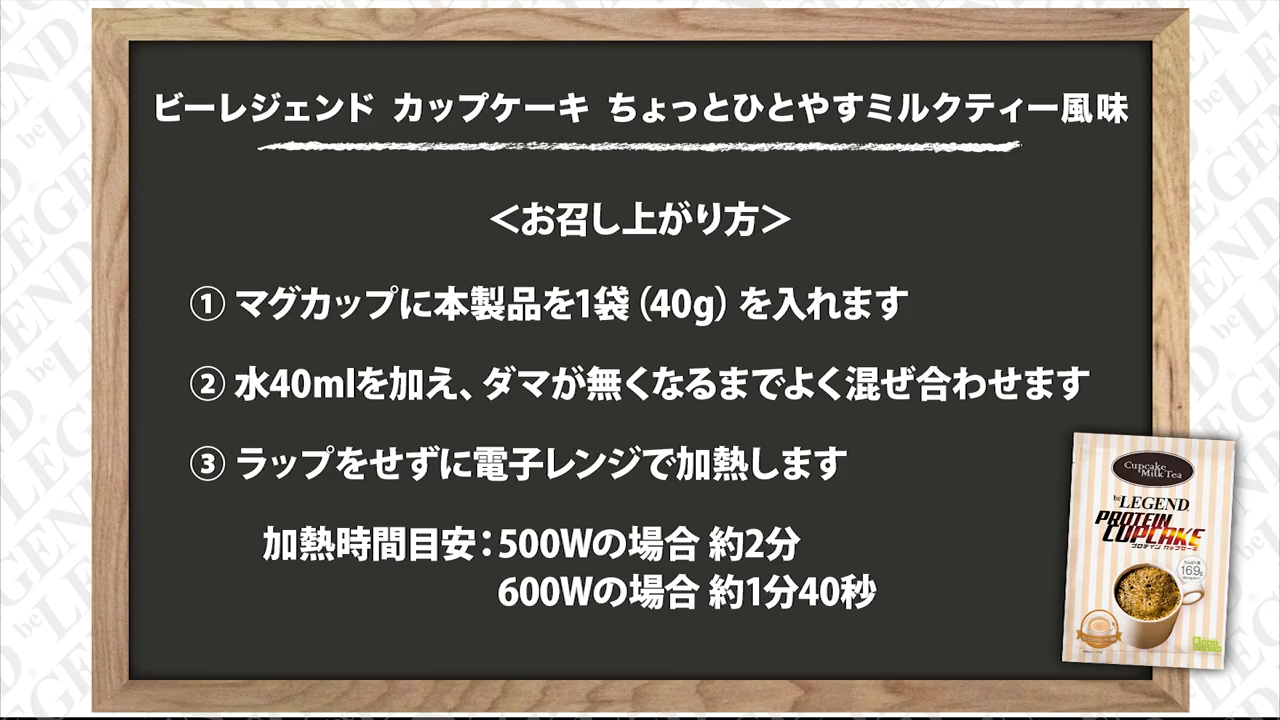 ビーレジェンド カップケーキ ちょっとひとやすミルクティー風味
＜お召し上がり方＞
① マグカップに本製品を1袋（40g）を入れます
② 水40mlを加え、ダマが無くなるまでよく混ぜ合わせます
③ ラップをせずに電子レンジで加熱します
加熱時間目安：500Wの場合 約2分
600Wの場合 約1分40秒
Cupcake
Milk Tea
be LEGEND
PROTEIN
CUPCAKE
プロテイン カップケーキ
16.9g